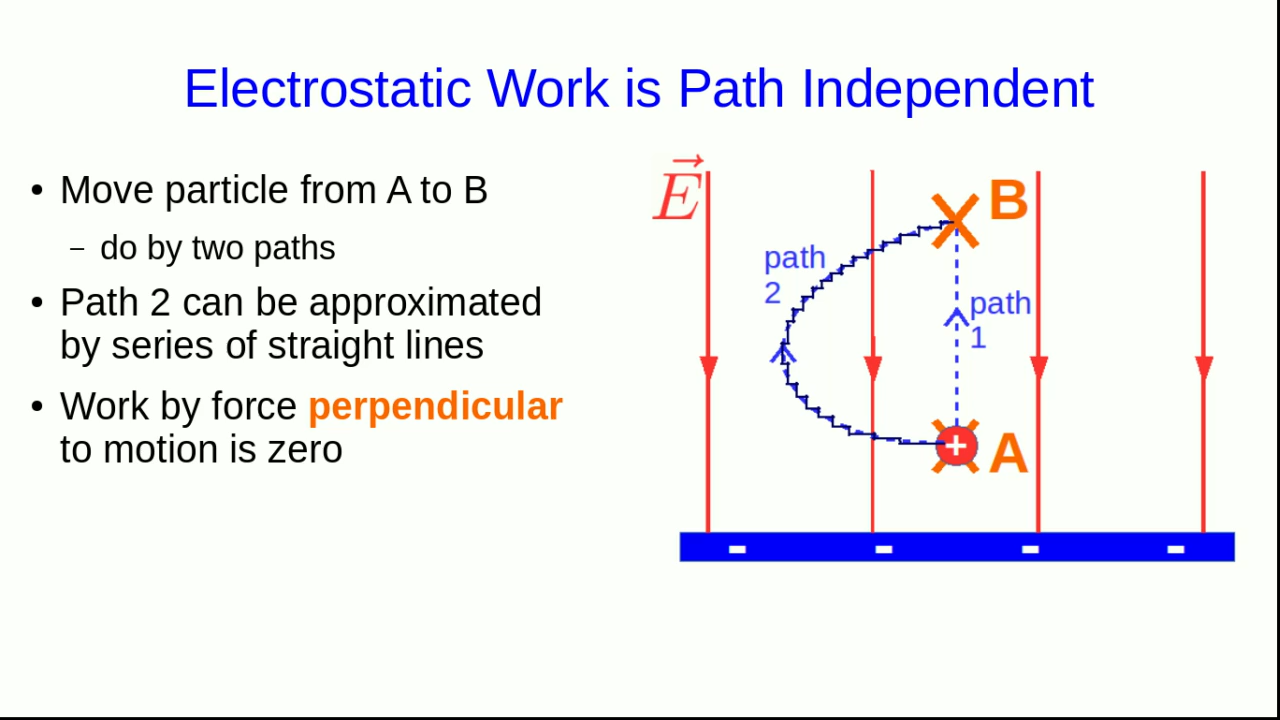 Electrostatic Work is Path Independent
• Move particle from A to B
– do by two paths
• Path 2 can be approximated
by series of straight lines
• Work by force perpendicular
to motion is zero
E
B
path
2
path
1
+
A
- - - -